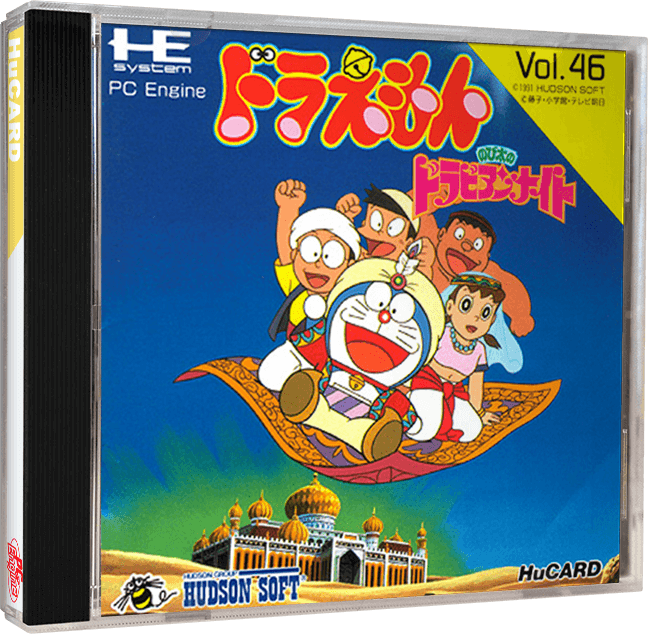 HuCARD
PC Engine
HE
system
PC Engine
ドラえもん
Vol. 46
©1991 HUDSON SOFT
©藤子・小学館・テレビ朝日
のび太の
ドラビアンナイト
HUDSON GROUP
HUDSON SOFT®
HuCARD